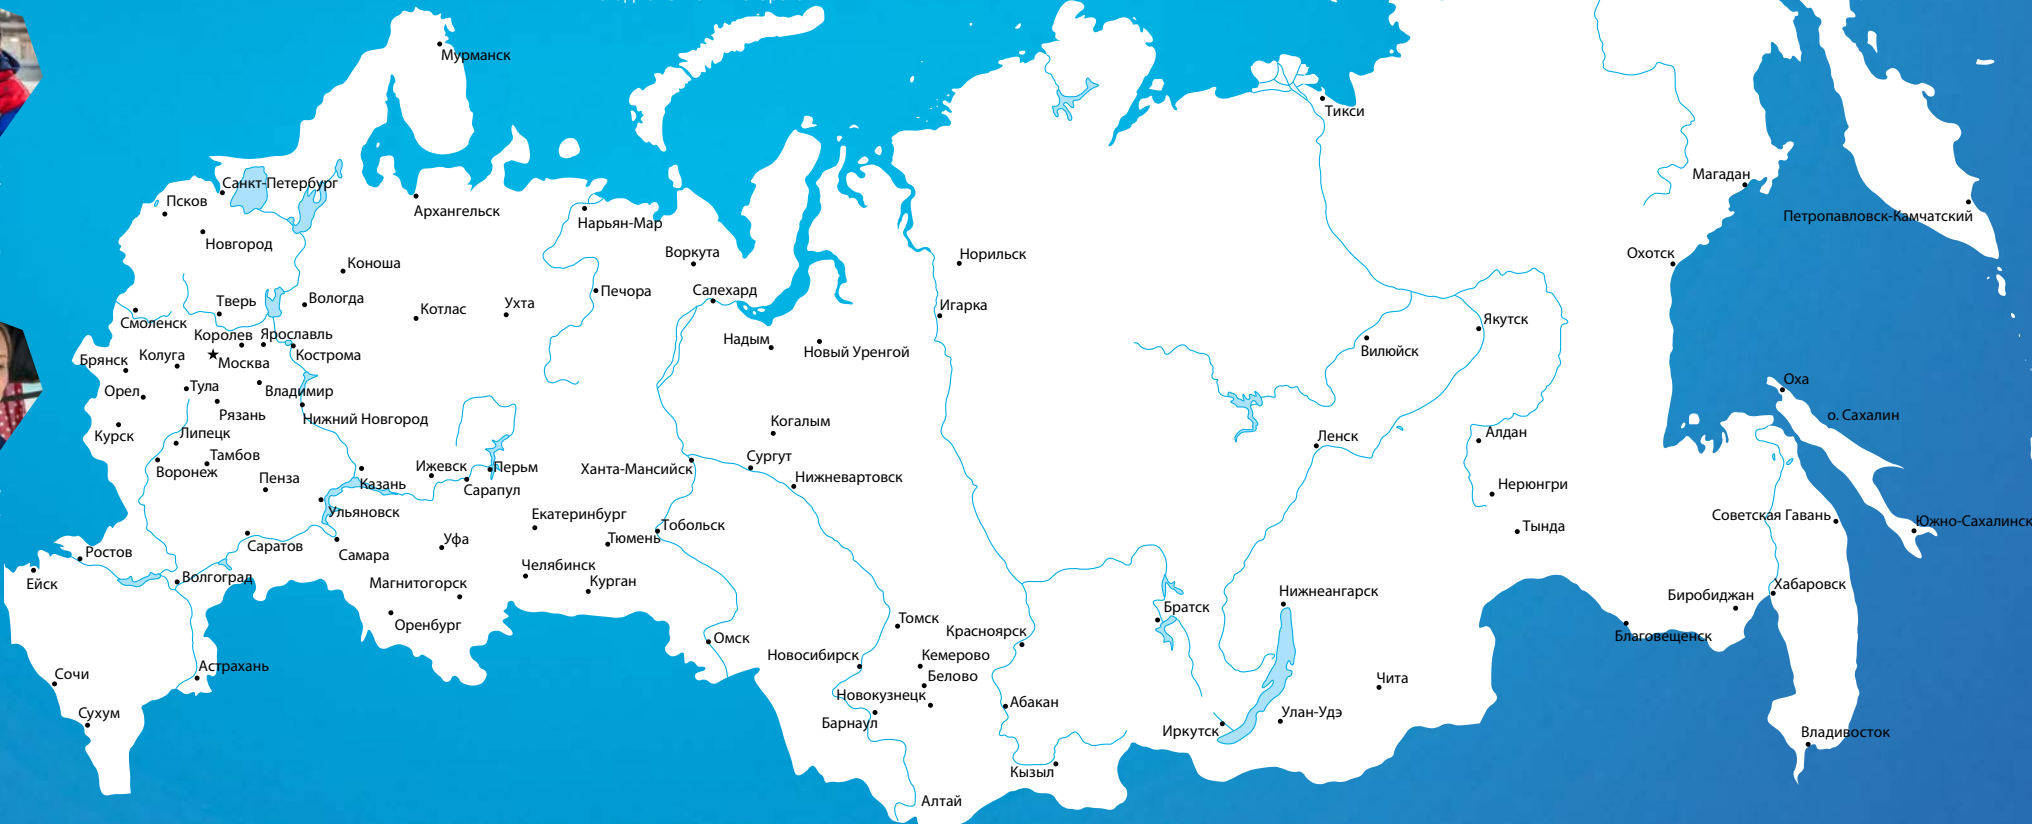 Мурманск
Тикси
Магадан
Санкт-Петербург
Псков
Архангельск
Петропавловск-Камчатский
Нарьян-Мар
Новгород
Воркута
Норильск
Охотск
Коноша
Печора
Салехард
Тверь
Вологда
Котлас
Ухта
Игарка
Якутск
Смоленск
Королев
Ярославль
Надым
Новый Уренгой
Вилюйск
Брянск
Колуга
Москва
Кострома
Оха
Орел
Тула
Владимир
о. Сахалин
Рязань
Нижний Новгород
Когалым
Курск
Липецк
Ленск
Алдан
Тамбов
Воронеж
Ижевск
Перьм
Ханта-Мансийск
Сургут
Пенза
Казань
Сарапул
Нижневартовск
Нерюнгри
Ульяновск
Екатеринбург
Тобольск
Советская Гавань
Южно-Сахалинск
Тында
Ростов
Саратов
Самара
Уфа
Тюмень
Ейск
Волгоград
Магнитогорск
Челябинск
Курган
Нижнеангарск
Биробиджан
Хабаровск
Оренбург
Томск
Братск
Красноярск
Благовещенск
Омск
Новосибирск
Кемерово
Астрахань
Сочи
Белово
Чита
Новокузнецк
Абакан
Сухум
Барнаул
Улан-Удэ
Иркутск
Владивосток
Кызыл
Алтай